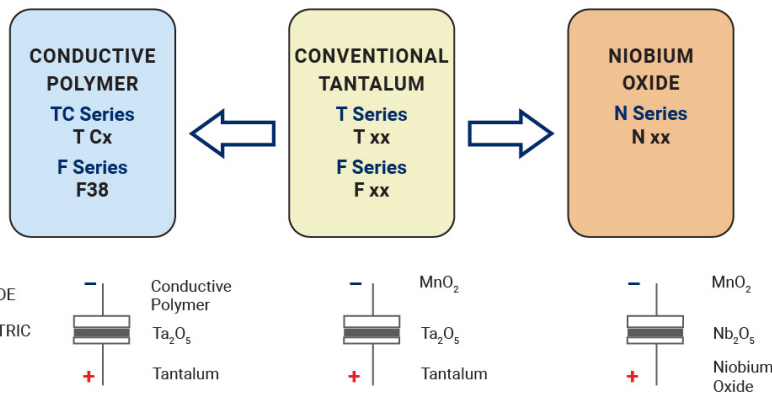 CONDUCTIVE
POLYMER
TC Series
T Cx
F Series
F38
CONVENTIONAL
TANTALUM
T Series
T xx
F Series
F xx
NIOBIUM
OXIDE
N Series
N xx
DE
TRIC
−
Conductive
Polymer
Ta₂O₅
+
Tantalum
−
MnO₂
Ta₂O₅
+
Tantalum
−
MnO₂
Nb₂O₅
+
Niobium
Oxide